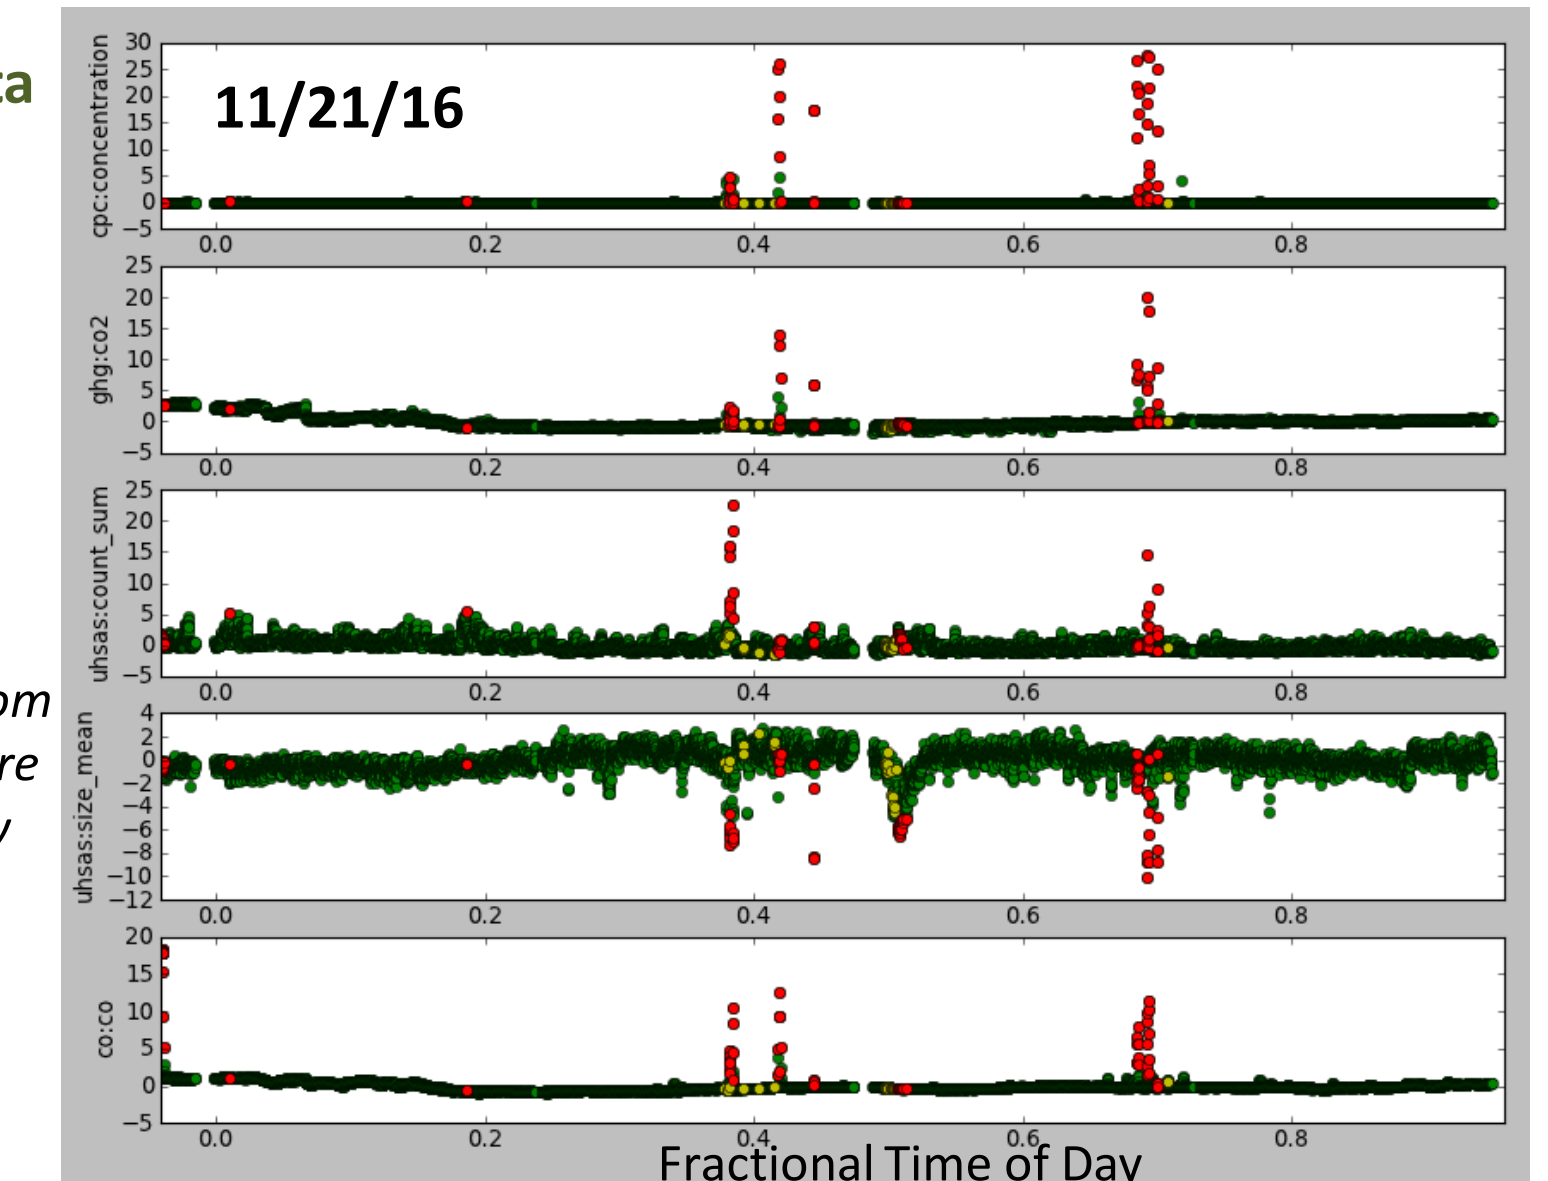 ta
om
re
y
11/21/16
cpc:concentration
30
25
20
15
10
5
0
−5
0.0 0.2 0.4 0.6 0.8
ghg:co2
25
20
15
10
5
0
−5
0.0 0.2 0.4 0.6 0.8
uhsas:count_sum
25
20
15
10
5
0
−5
0.0 0.2 0.4 0.6 0.8
uhsas:size_mean
4
2
0
−2
−4
−6
−8
−10
−12
0.0 0.2 0.4 0.6 0.8
co:co
20
15
10
5
0
−5
0.0 0.2 0.4 0.6 0.8
Fractional Time of Day